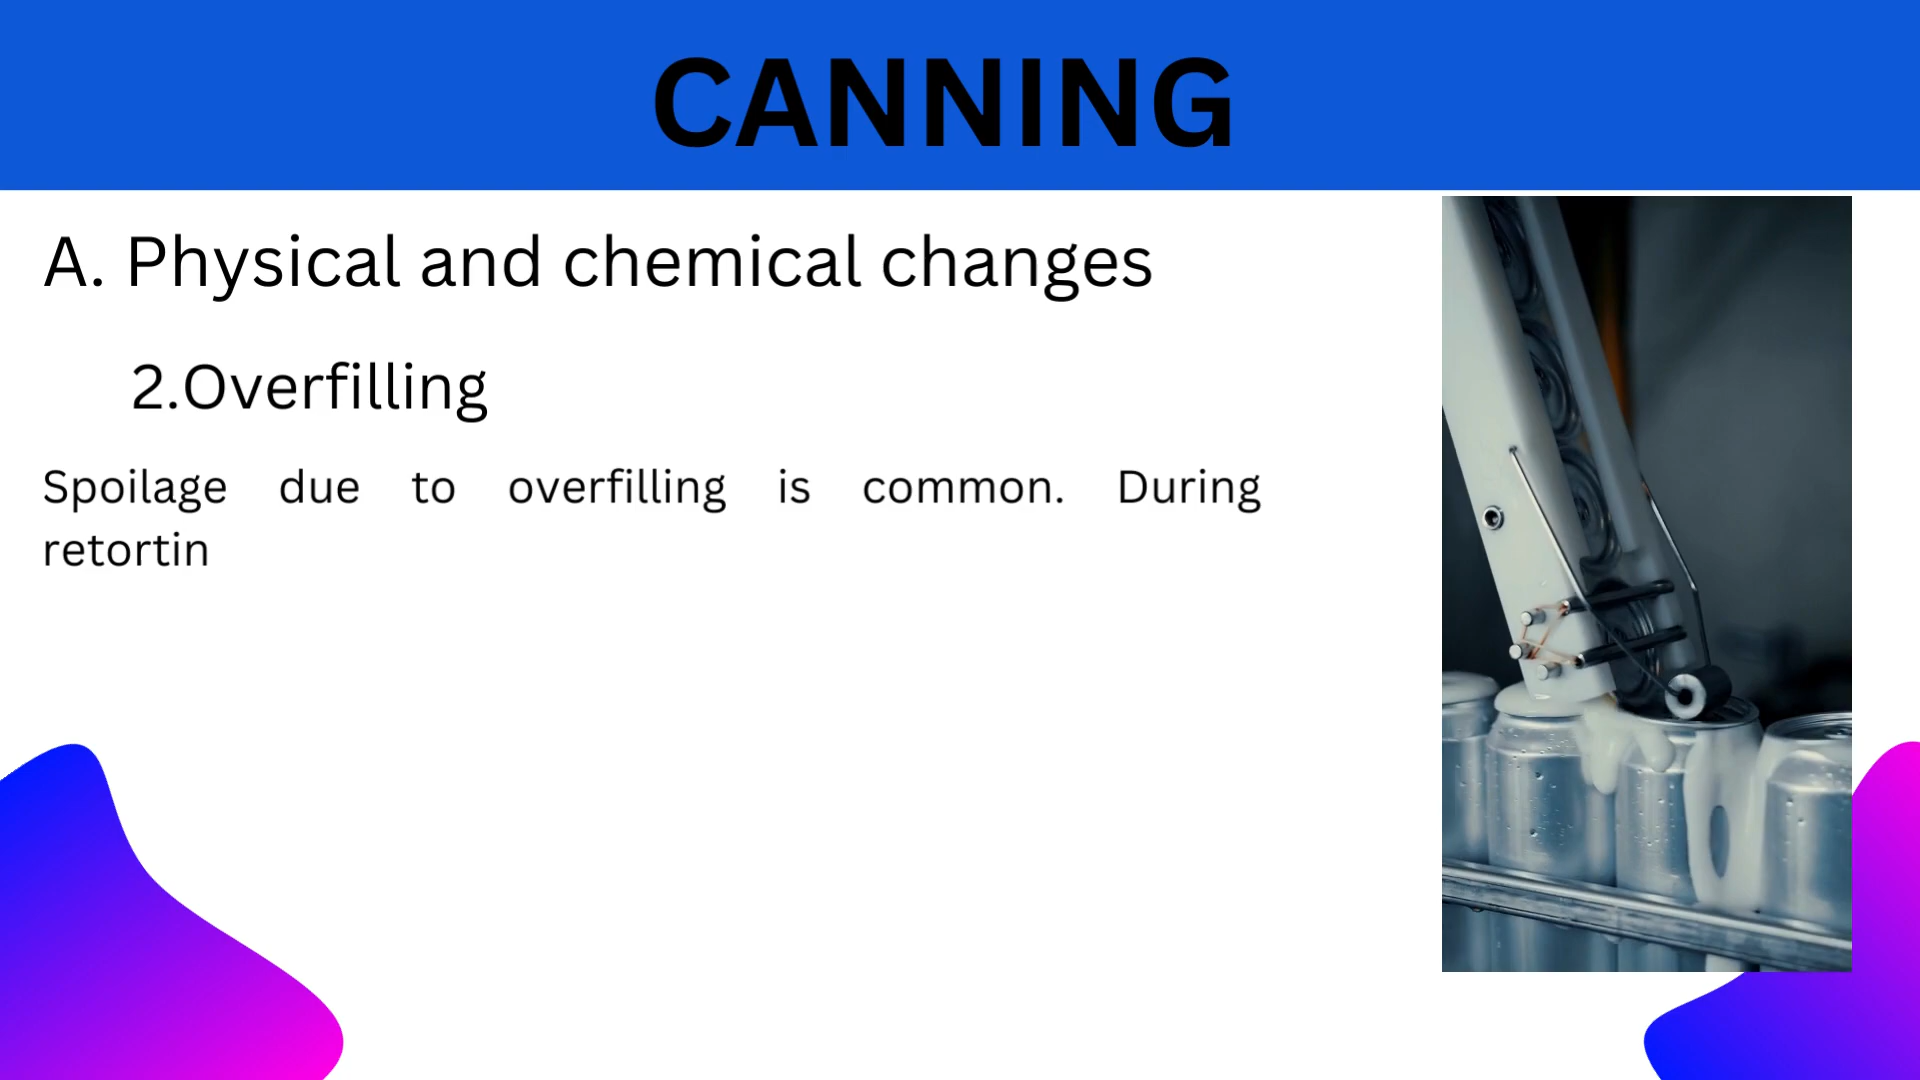 CANNING
A. Physical and chemical changes
2.Overfilling
Spoilage due to overfilling is common. During
retortin